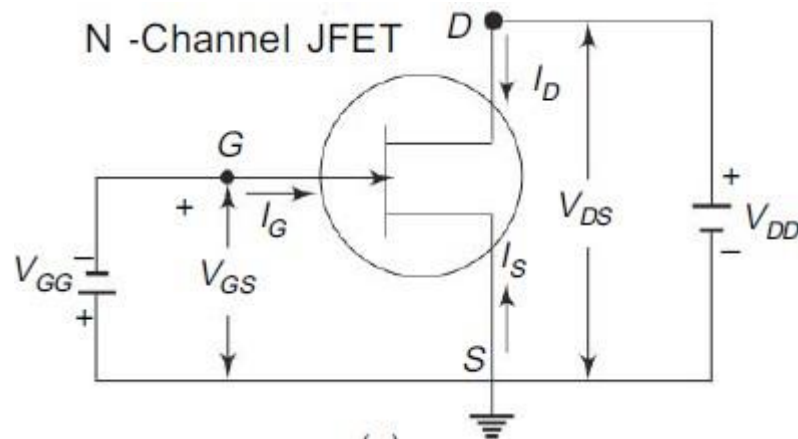 N -Channel JFET
D
I_D
G
+
I_G
V_GG
−
+
V_GS
I_S
S
V_DS
+
V_DD
−